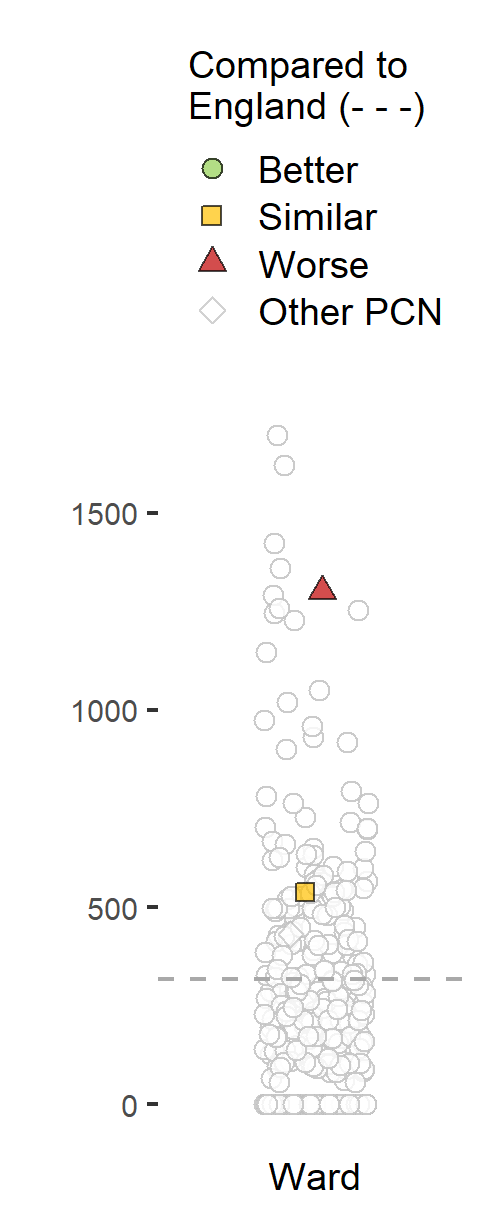 Compared to
England (- - -)
Better
Similar
Worse
Other PCN
1500
1000
500
0
Ward